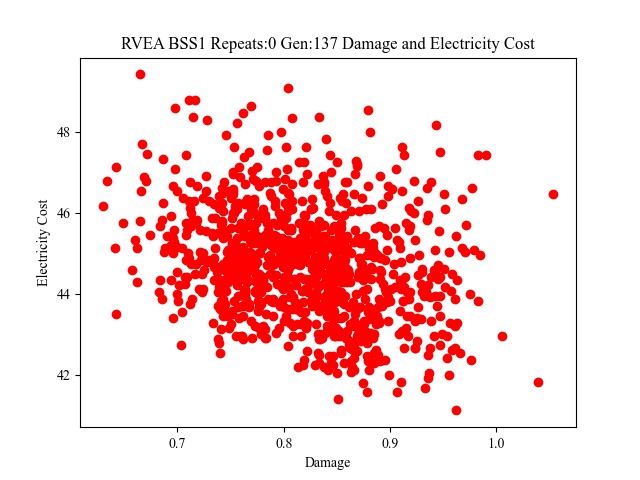 RVEA BSS1 Repeats:0 Gen:137 Damage and Electricity Cost
Electricity Cost
48
46
44
42
0.7 0.8 0.9 1.0
Damage